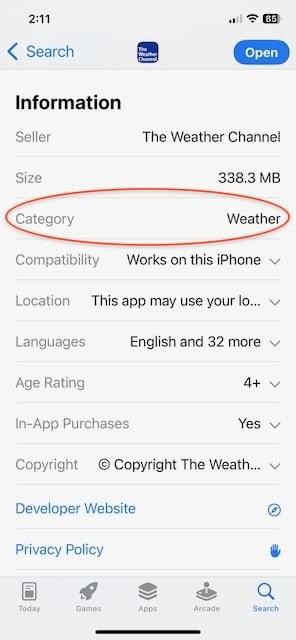 2:11
85
Search
The
Weather
Channel
Open
Information
Seller The Weather Channel
Size 338.3 MB
Category Weather
Compatibility Works on this iPhone
Location This app may use your lo...
Languages English and 32 more
Age Rating 4+
In-App Purchases Yes
Copyright © Copyright The Weath...
Developer Website
Privacy Policy
Today Games Apps Arcade Search